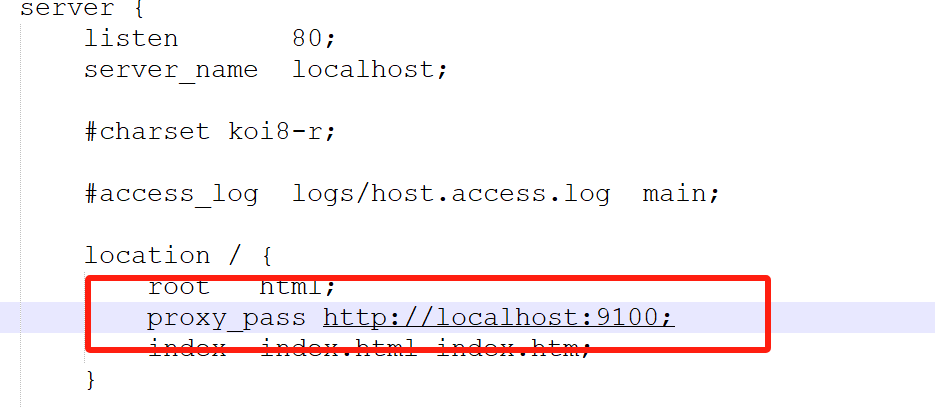 server {
listen 80;
server_name localhost;
#charset koi8-r;
#access_log logs/host.access.log main;
location / {
root html;
proxy_pass http://localhost:9100;
index index.html index.htm;
}